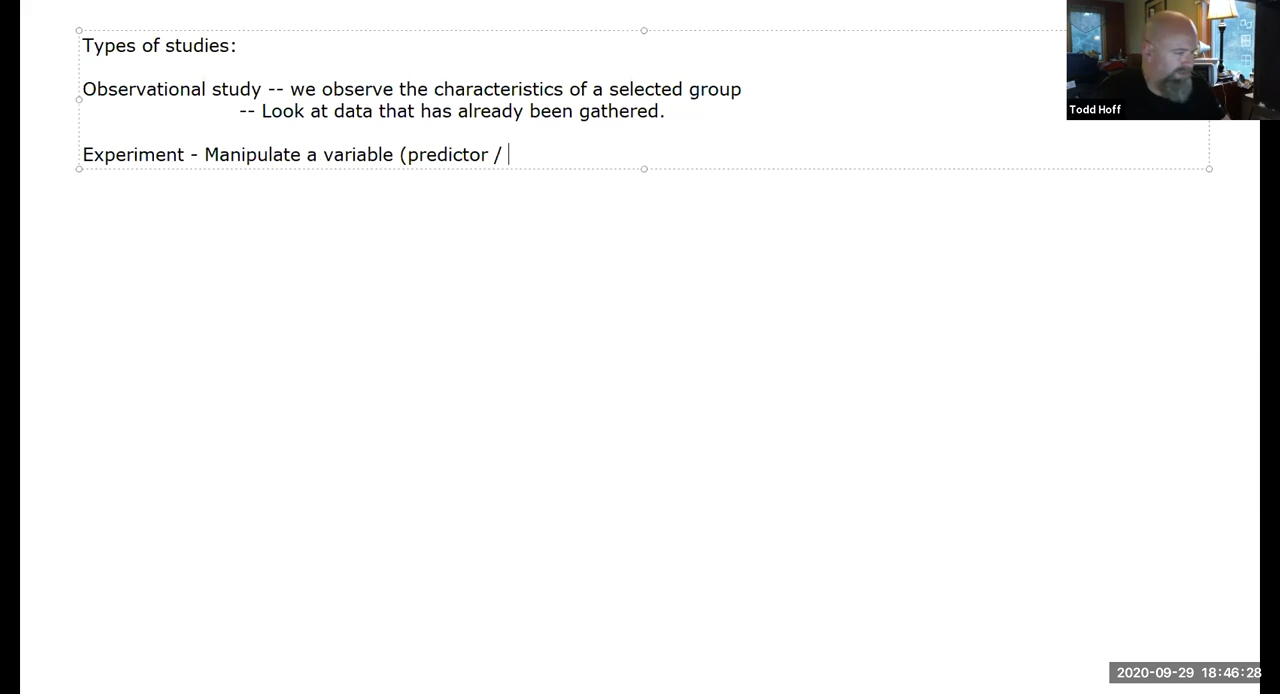 Types of studies:
Observational study -- we observe the characteristics of a selected group
-- Look at data that has already been gathered.
Experiment - Manipulate a variable (predictor /
Todd Hoff
2020-09-29 18:46:28